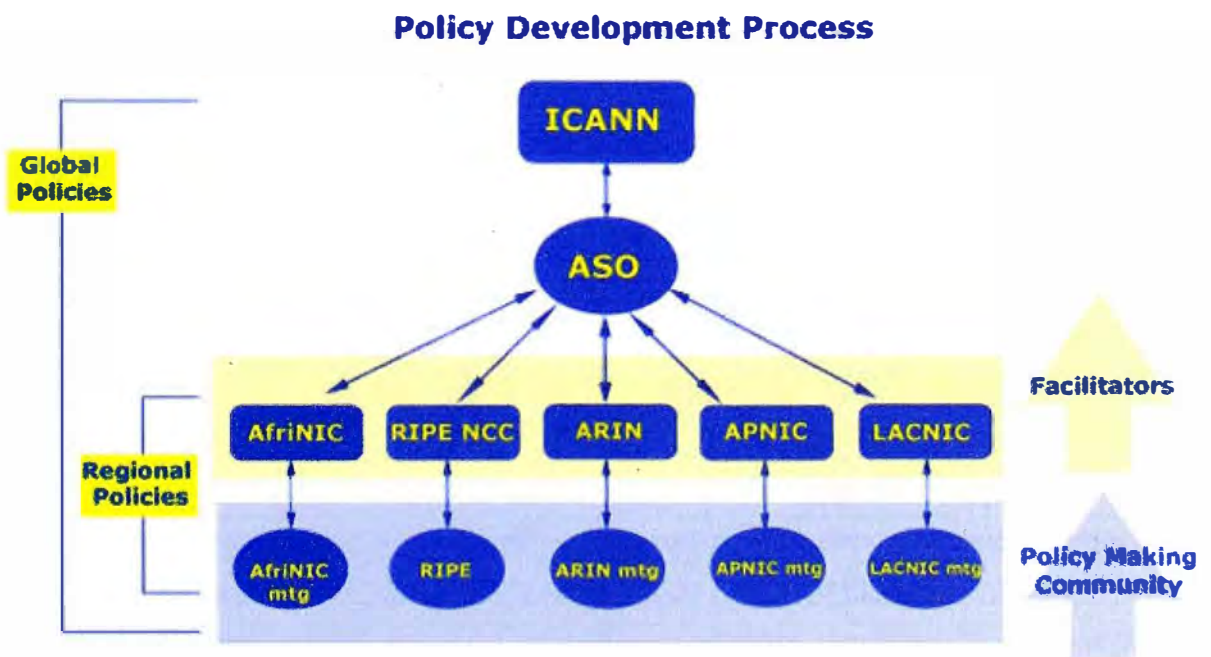 Policy Development Process
ICANN
Global
Policies
ASO
Facilitators
AfriNIC
RIPE NCC
ARIN
APNIC
LACNIC
Regional
Policies
AfriNIC
mtg
RIPE
ARIN mtg
APNIC mtg
LACNIC mtg
Policy Making
Community